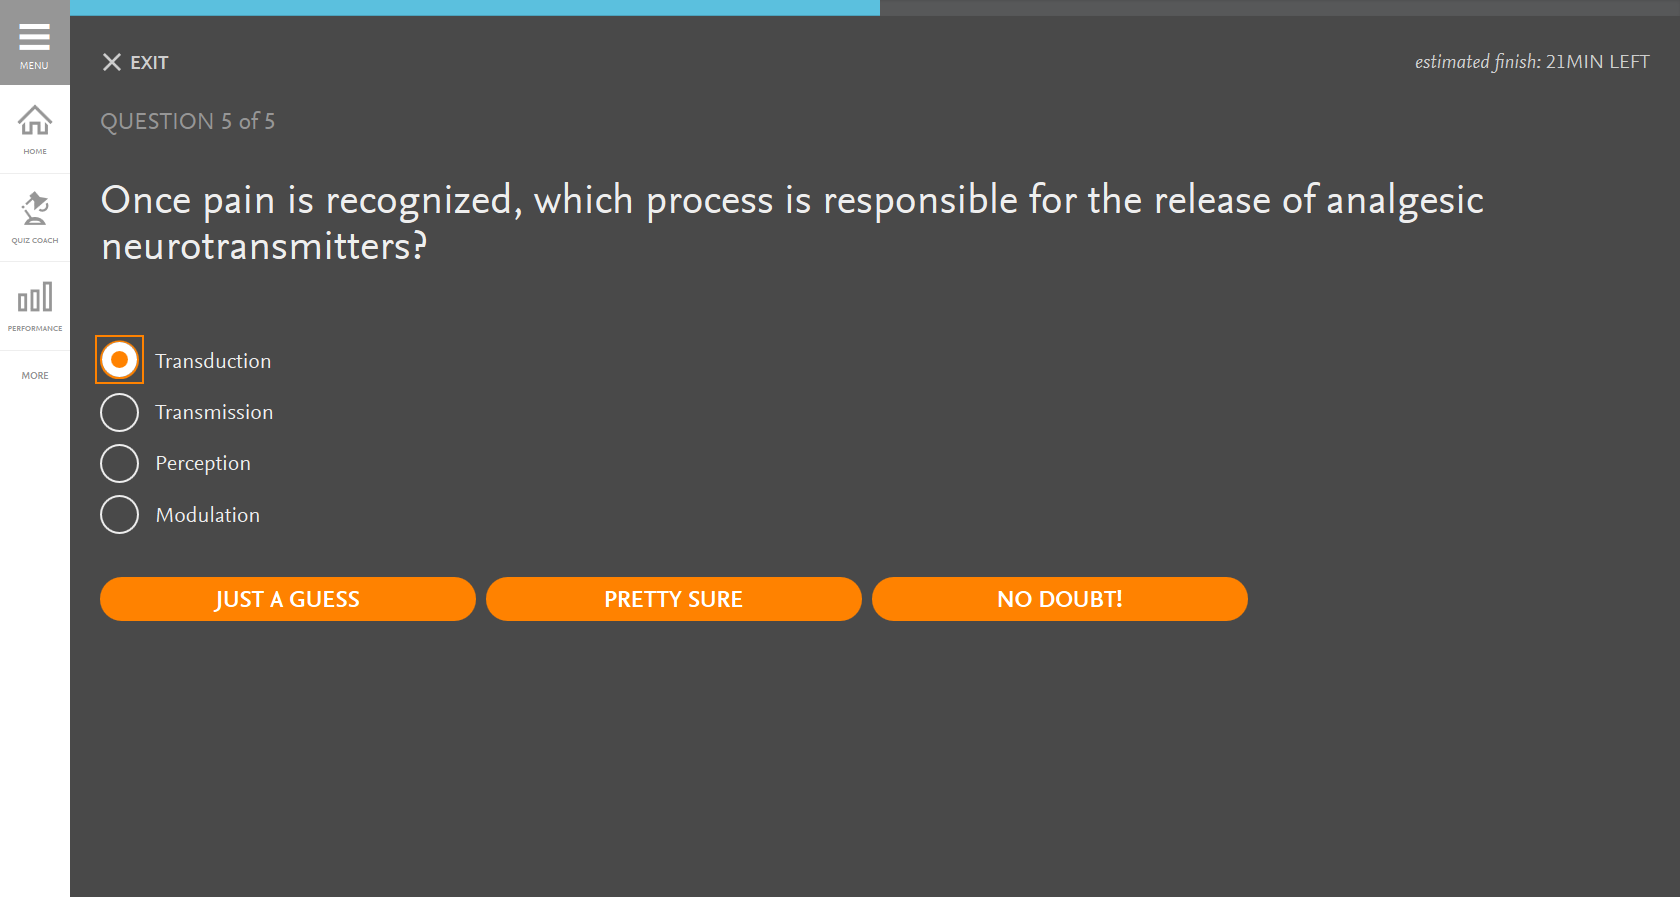 MENU
HOME
QUIZ COACH
PERFORMANCE
MORE
EXIT
estimated finish: 21MIN LEFT
QUESTION 5 of 5
Once pain is recognized, which process is responsible for the release of analgesic
neurotransmitters?
Transduction
Transmission
Perception
Modulation
JUST A GUESS
PRETTY SURE
NO DOUBT!